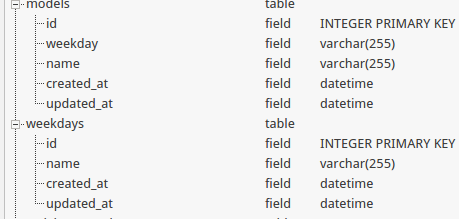 models table
id field INTEGER PRIMARY KEY
weekday field varchar(255)
name field varchar(255)
created_at field datetime
updated_at field datetime
weekdays table
id field INTEGER PRIMARY KEY
name field varchar(255)
created_at field datetime
updated_at field datetime